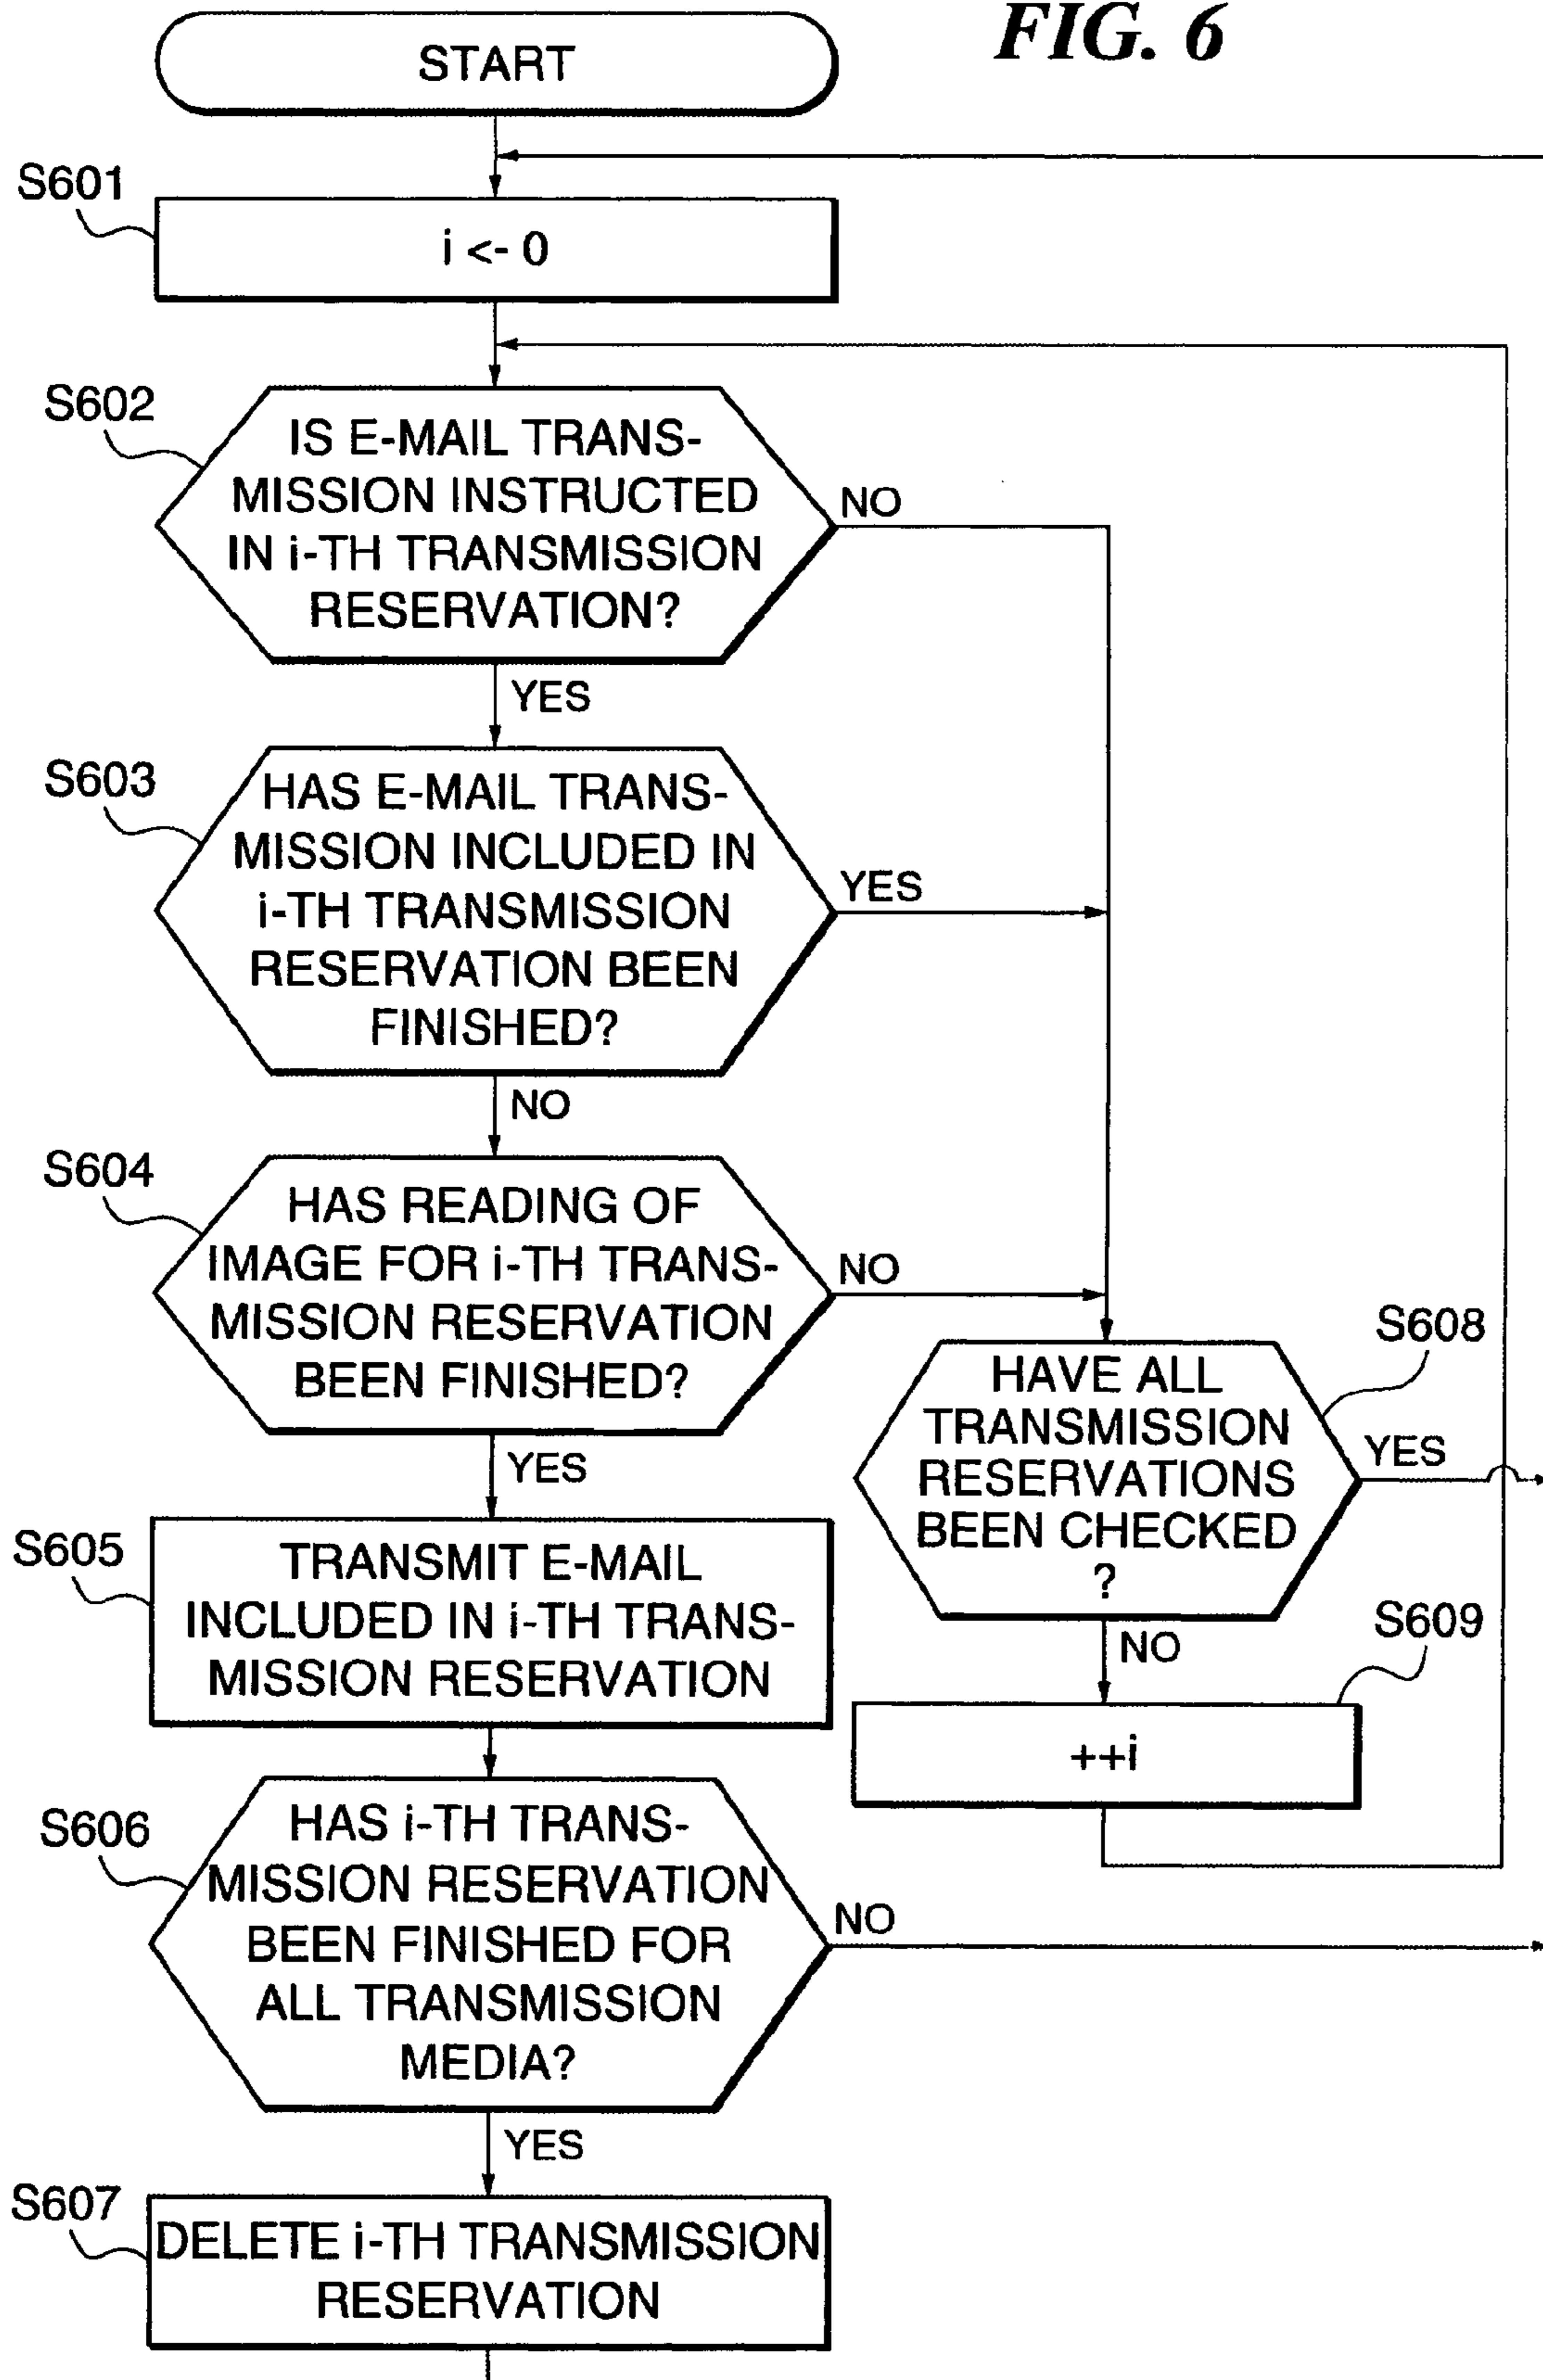 FIG. 6
START
S601
i <- 0
S602
IS E-MAIL TRANS-
MISSION INSTRUCTED
IN i-TH TRANSMISSION
RESERVATION?
NO
YES
S603
HAS E-MAIL TRANS-
MISSION INCLUDED IN
i-TH TRANSMISSION
RESERVATION BEEN
FINISHED?
YES
NO
S604
HAS READING OF
IMAGE FOR i-TH TRANS-
MISSION RESERVATION
BEEN FINISHED?
NO
YES
S605
TRANSMIT E-MAIL
INCLUDED IN i-TH TRANS-
MISSION RESERVATION
S606
HAS i-TH TRANS-
MISSION RESERVATION
BEEN FINISHED FOR
ALL TRANSMISSION
MEDIA?
NO
YES
S607
DELETE i-TH TRANSMISSION
RESERVATION
S608
HAVE ALL
TRANSMISSION
RESERVATIONS
BEEN CHECKED
?
YES
NO
S609
++i